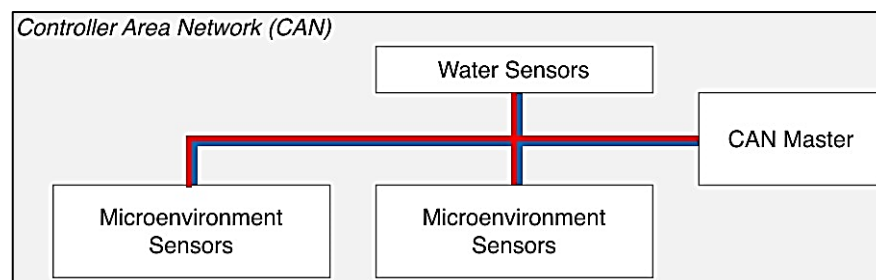 Controller Area Network (CAN)
Water Sensors
CAN Master
Microenvironment
Sensors
Microenvironment
Sensors